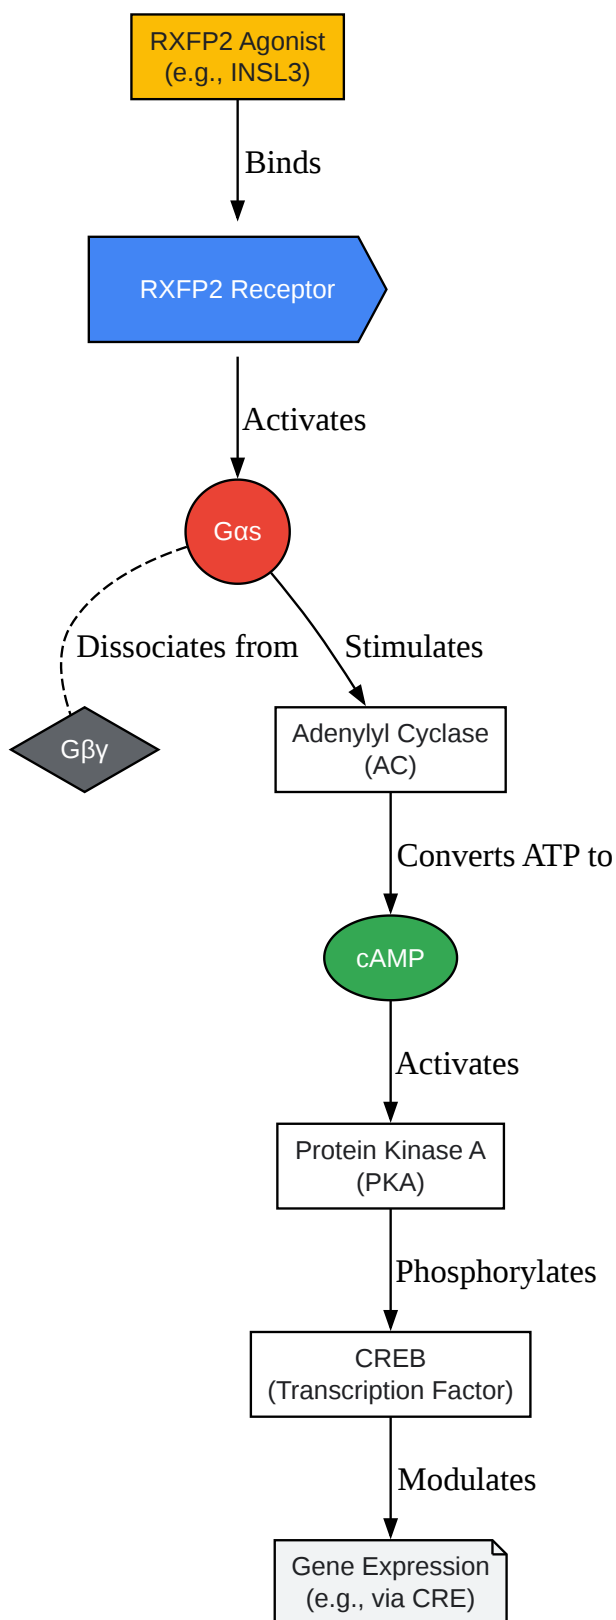 RXFP2 Agonist
(e.g., INSL3)
Binds
RXFP2 Receptor
Activates
Gαs
Dissociates from
Stimulates
Gβγ
Adenylyl Cyclase
(AC)
Converts ATP to
cAMP
Activates
Protein Kinase A
(PKA)
Phosphorylates
CREB
(Transcription Factor)
Modulates
Gene Expression
(e.g., via CRE)